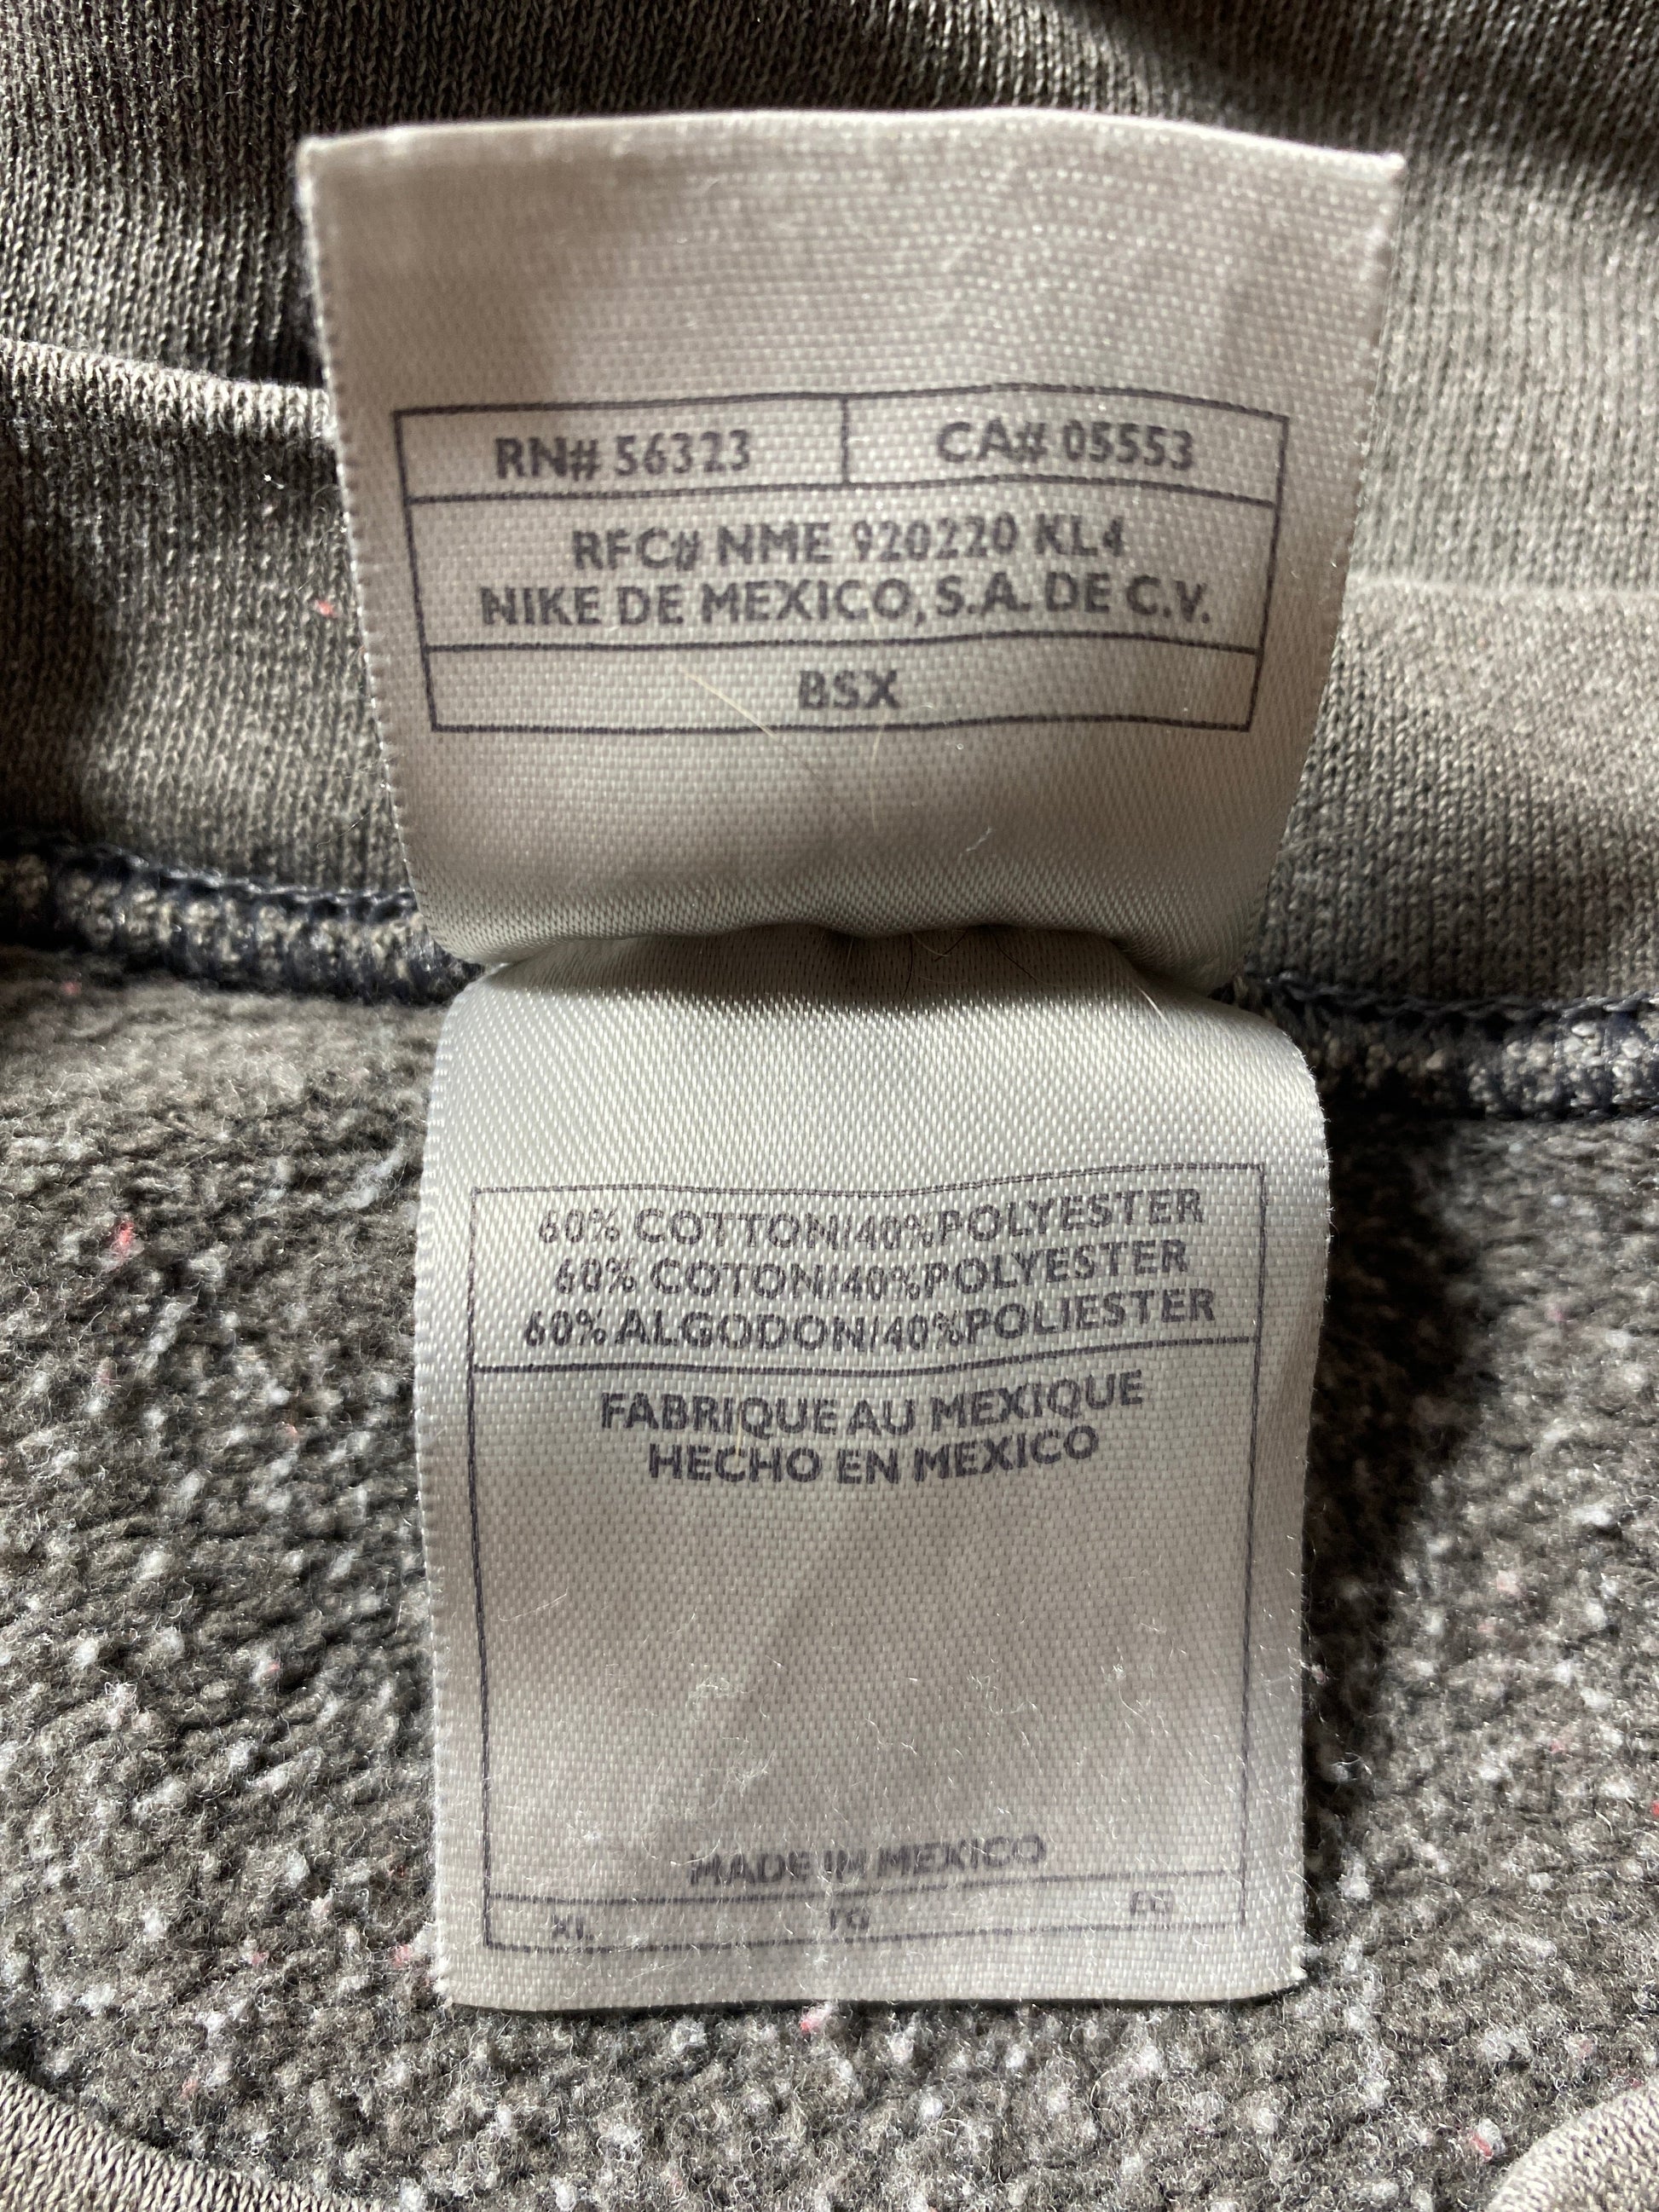 RN# 56323 CA# 05553
RFC# NME 920220 KL4
NIKE DE MEXICO, S.A. DE C.V.
BSX
60% COTTON/40%POLYESTER
60% COTON/40%POLYESTER
60% ALGODON/40%POLIESTER
FABRIQUE AU MEXIQUE
HECHO EN MEXICO
MADE IN MEXICO
XL TG EG